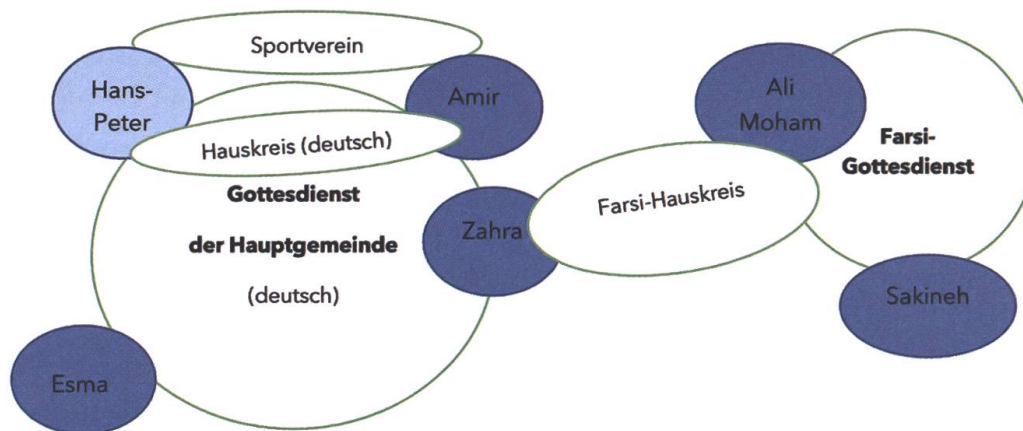 Sportverein
Hans-
Peter
Amir
Hauskreis (deutsch)
Gottesdienst
der Hauptgemeinde
(deutsch)
Zahra
Esma
Farsi-Hauskreis
Ali
Moham
Farsi-
Gottesdienst
Sakineh